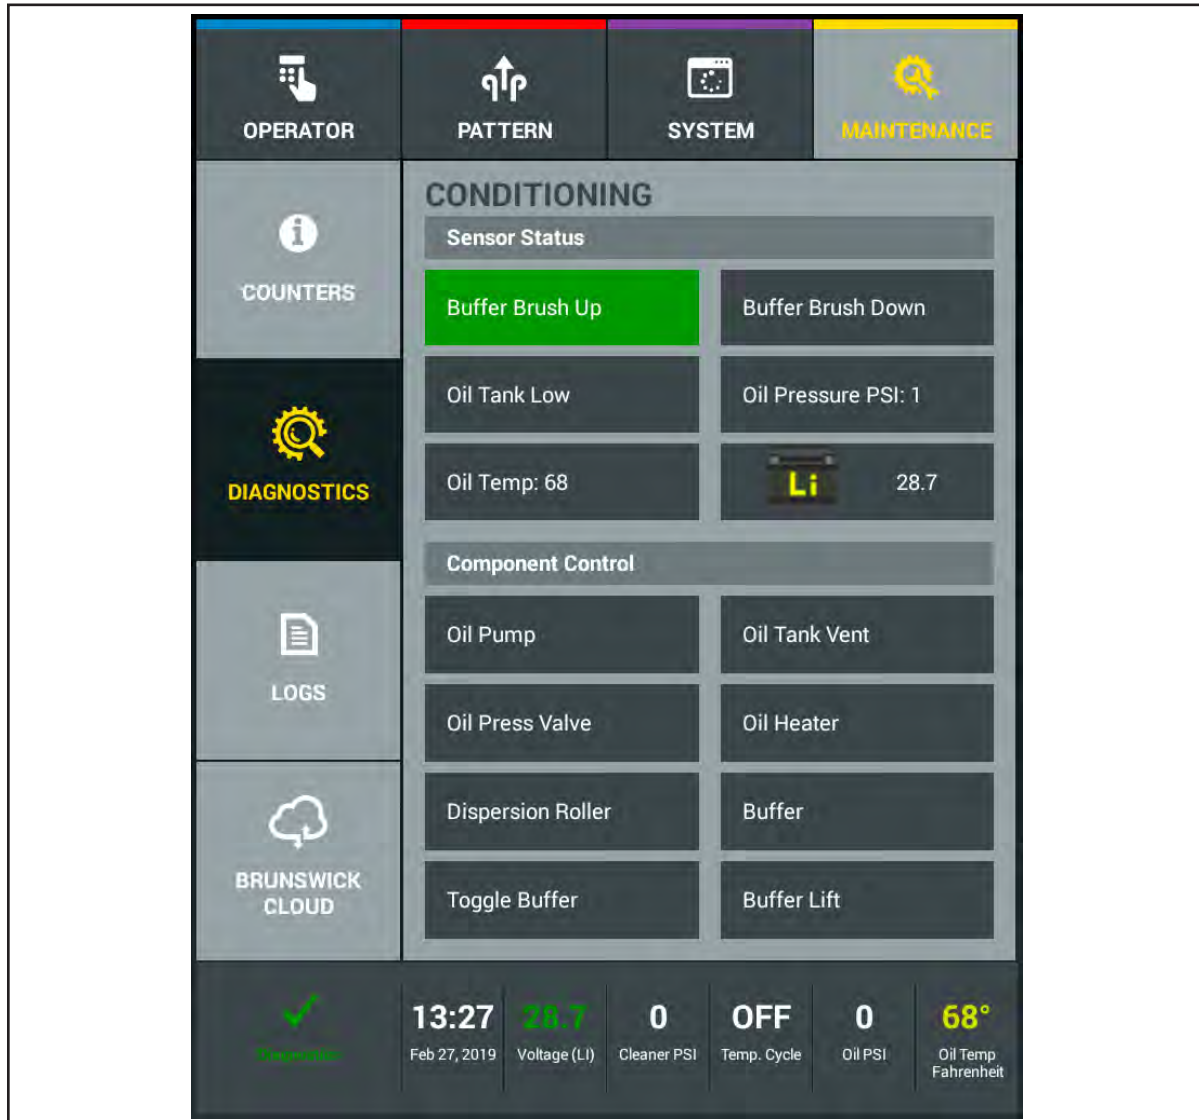 OPERATOR
PATTERN
SYSTEM
MAINTENANCE
COUNTERS
DIAGNOSTICS
LOGS
BRUNSWICK
CLOUD
CONDITIONING
Sensor Status
Buffer Brush Up
Buffer Brush Down
Oil Tank Low
Oil Pressure PSI: 1
Oil Temp: 68
Li
28.7
Component Control
Oil Pump
Oil Tank Vent
Oil Press Valve
Oil Heater
Dispersion Roller
Buffer
Toggle Buffer
Buffer Lift
13:27
Feb 27, 2019
28.7
Voltage (LI)
0
Cleaner PSI
OFF
Temp. Cycle
0
Oil PSI
68°
Oil Temp
Fahrenheit